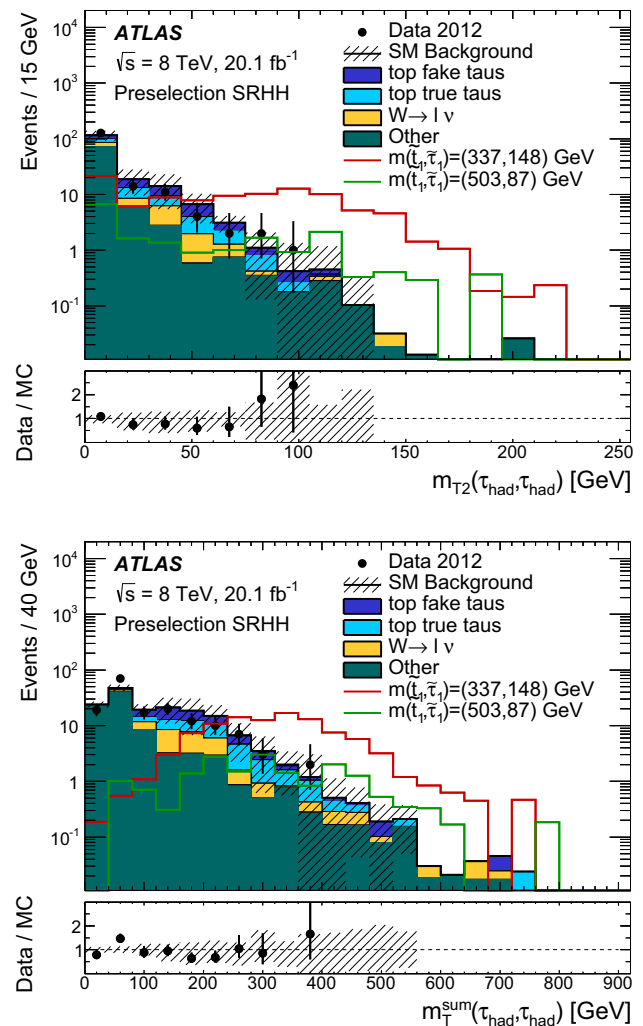 ATLAS
√s = 8 TeV, 20.1 fb⁻¹
Preselection SRHH
Data 2012
SM Background
top fake taus
top true taus
W→ l ν
Other
m(t̃₁,τ̃₁)=(337,148) GeV
m(t̃₁,τ̃₁)=(503,87) GeV
Events / 15 GeV
10⁴
10³
10²
10
1
10⁻¹
Data / MC
2
1
0 50 100 150 200 250
m_T2(τ_had,τ_had) [GeV]
ATLAS
√s = 8 TeV, 20.1 fb⁻¹
Preselection SRHH
Data 2012
SM Background
top fake taus
top true taus
W→ l ν
Other
m(t̃₁,τ̃₁)=(337,148) GeV
m(t̃₁,τ̃₁)=(503,87) GeV
Events / 40 GeV
10⁴
10³
10²
10
1
10⁻¹
Data / MC
2
1
0 100 200 300 400 500 600 700 800 900
m_T^sum(τ_had,τ_had) [GeV]